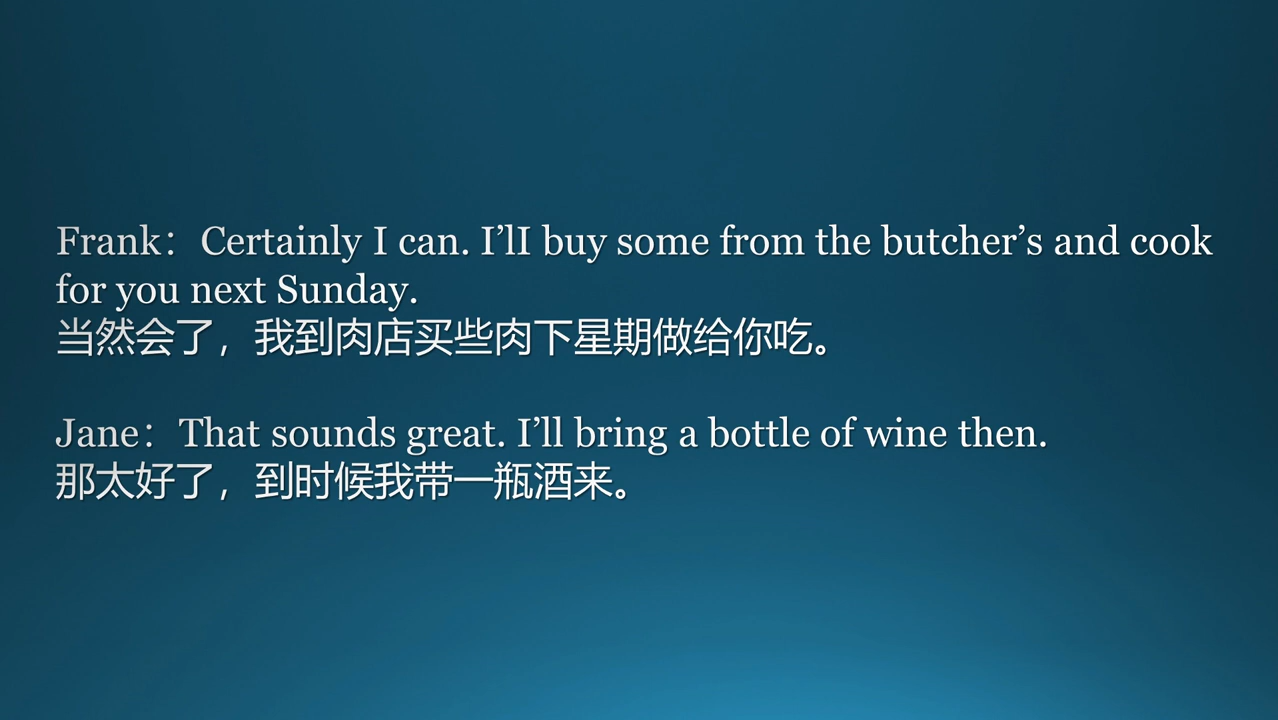 Frank：Certainly I can. I’lI buy some from the butcher’s and cook
for you next Sunday.
当然会了，我到肉店买些肉下星期做给你吃。
Jane：That sounds great. I’ll bring a bottle of wine then.
那太好了，到时候我带一瓶酒来。